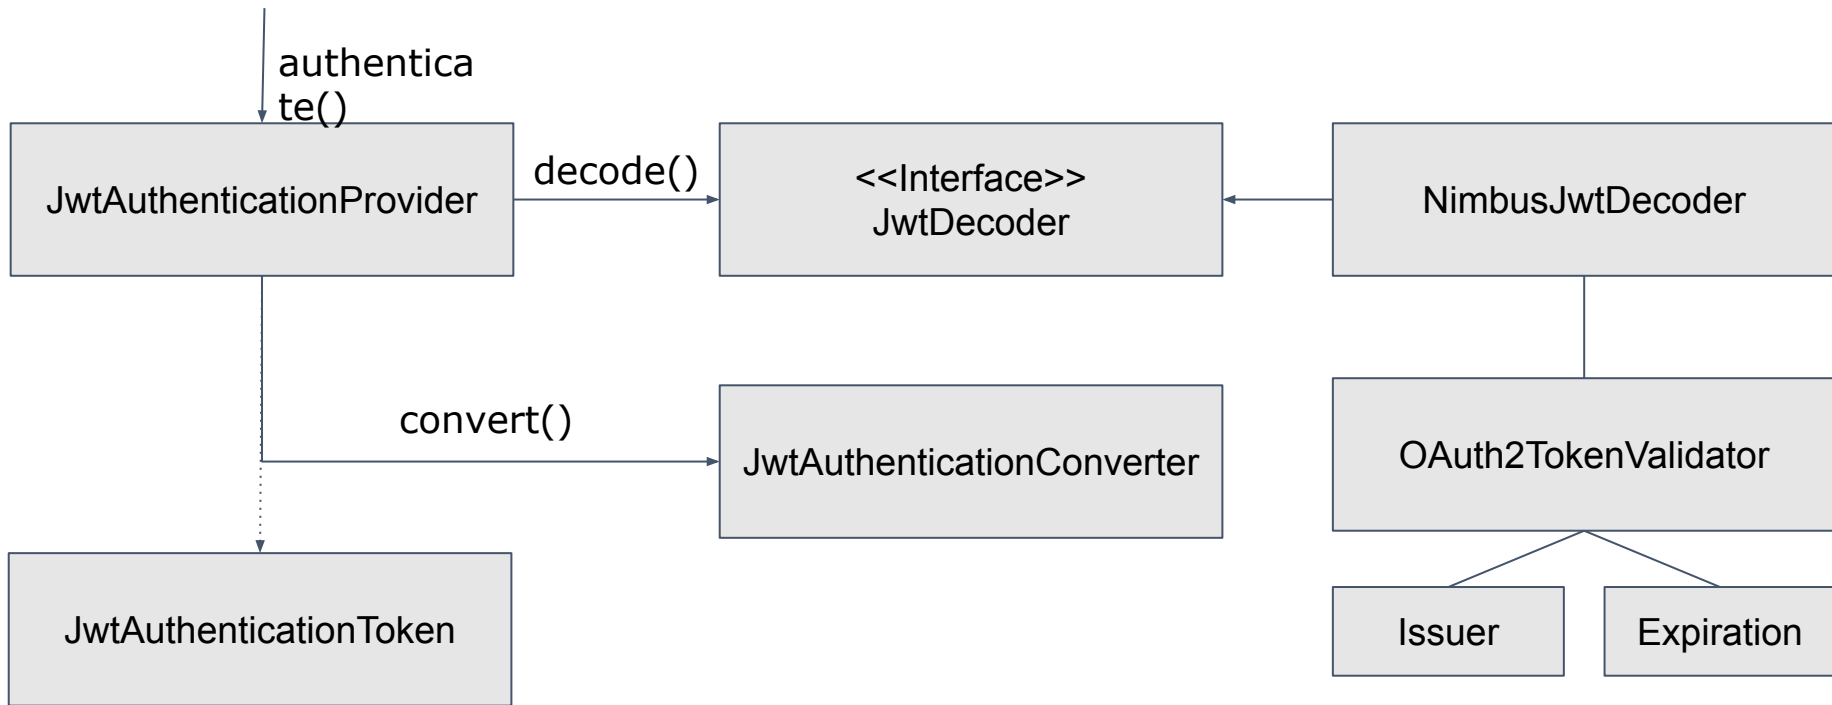 authentica
te()
JwtAuthenticationProvider
decode()
<<Interface>>
JwtDecoder
NimbusJwtDecoder
convert()
JwtAuthenticationConverter
OAuth2TokenValidator
JwtAuthenticationToken
Issuer
Expiration